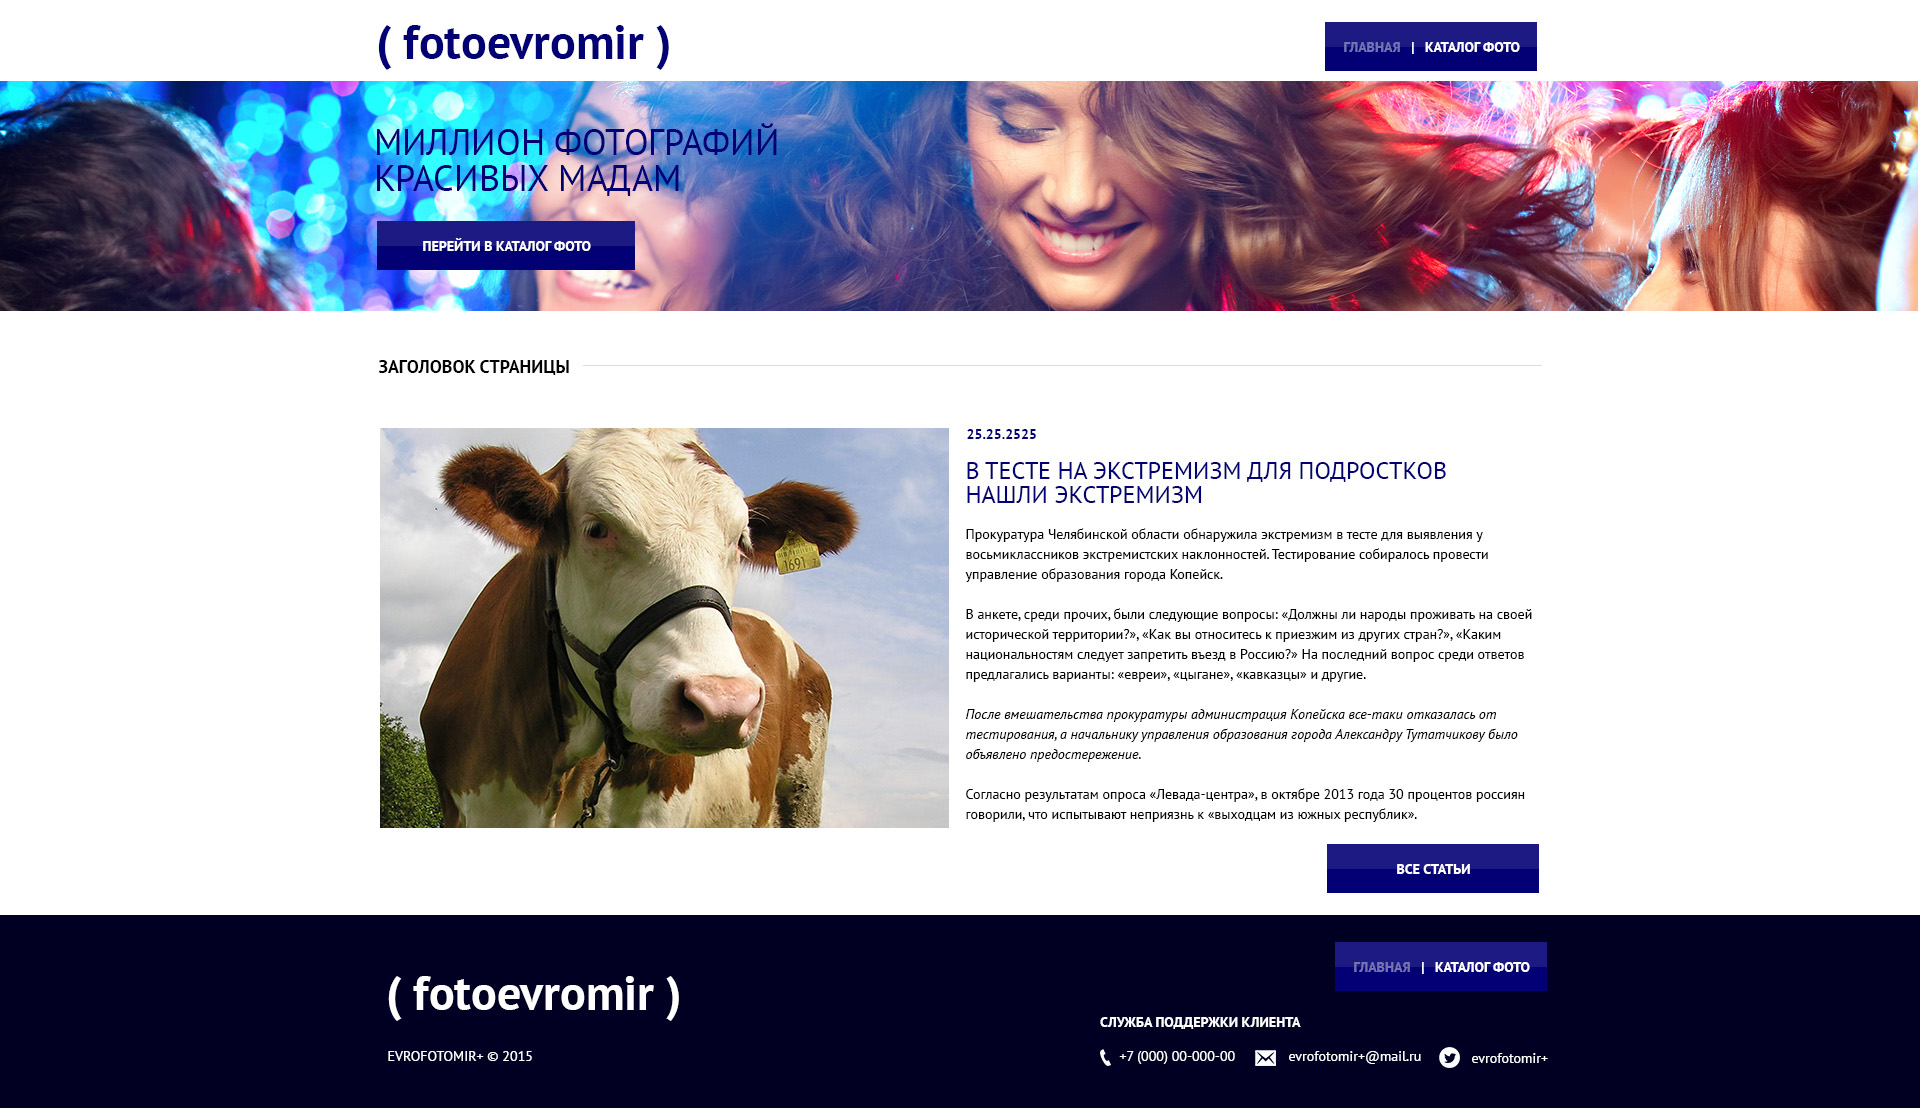 ( fotoevromir )
ГЛАВНАЯ | КАТАЛОГ ФОТО
МИЛЛИОН ФОТОГРАФИЙ
КРАСИВЫХ МАДАМ
ПЕРЕЙТИ В КАТАЛОГ ФОТО
ЗАГОЛОВОК СТРАНИЦЫ
1691 7
25.25.2525
В ТЕСТЕ НА ЭКСТРЕМИЗМ ДЛЯ ПОДРОСТКОВ
НАШЛИ ЭКСТРЕМИЗМ
Прокуратура Челябинской области обнаружила экстремизм в тесте для выявления у
восьмиклассников экстремистских наклонностей. Тестирование собиралось провести
управление образования города Копейск.
В анкете, среди прочих, были следующие вопросы: «Должны ли народы проживать на своей
исторической территории?», «Как вы относитесь к приезжим из других стран?», «Каким
национальностям следует запретить въезд в Россию?» На последний вопрос среди ответов
предлагались варианты: «евреи», «цыгане», «кавказцы» и другие.
После вмешательства прокуратуры администрация Копейска все-таки отказалась от
тестирования, а начальнику управления образования города Александру Тутатчикову было
объявлено предостережение.
Согласно результатам опроса «Левада-центра», в октябре 2013 года 30 процентов россиян
говорили, что испытывают неприязнь к «выходцам из южных республик».
ВСЕ СТАТЬИ
( fotoevromir )
ГЛАВНАЯ | КАТАЛОГ ФОТО
СЛУЖБА ПОДДЕРЖКИ КЛИЕНТА
EVROFOTOMIR+ © 2015
+7 (000) 00-000-00
evrofotomir+@mail.ru
evrofotomir+